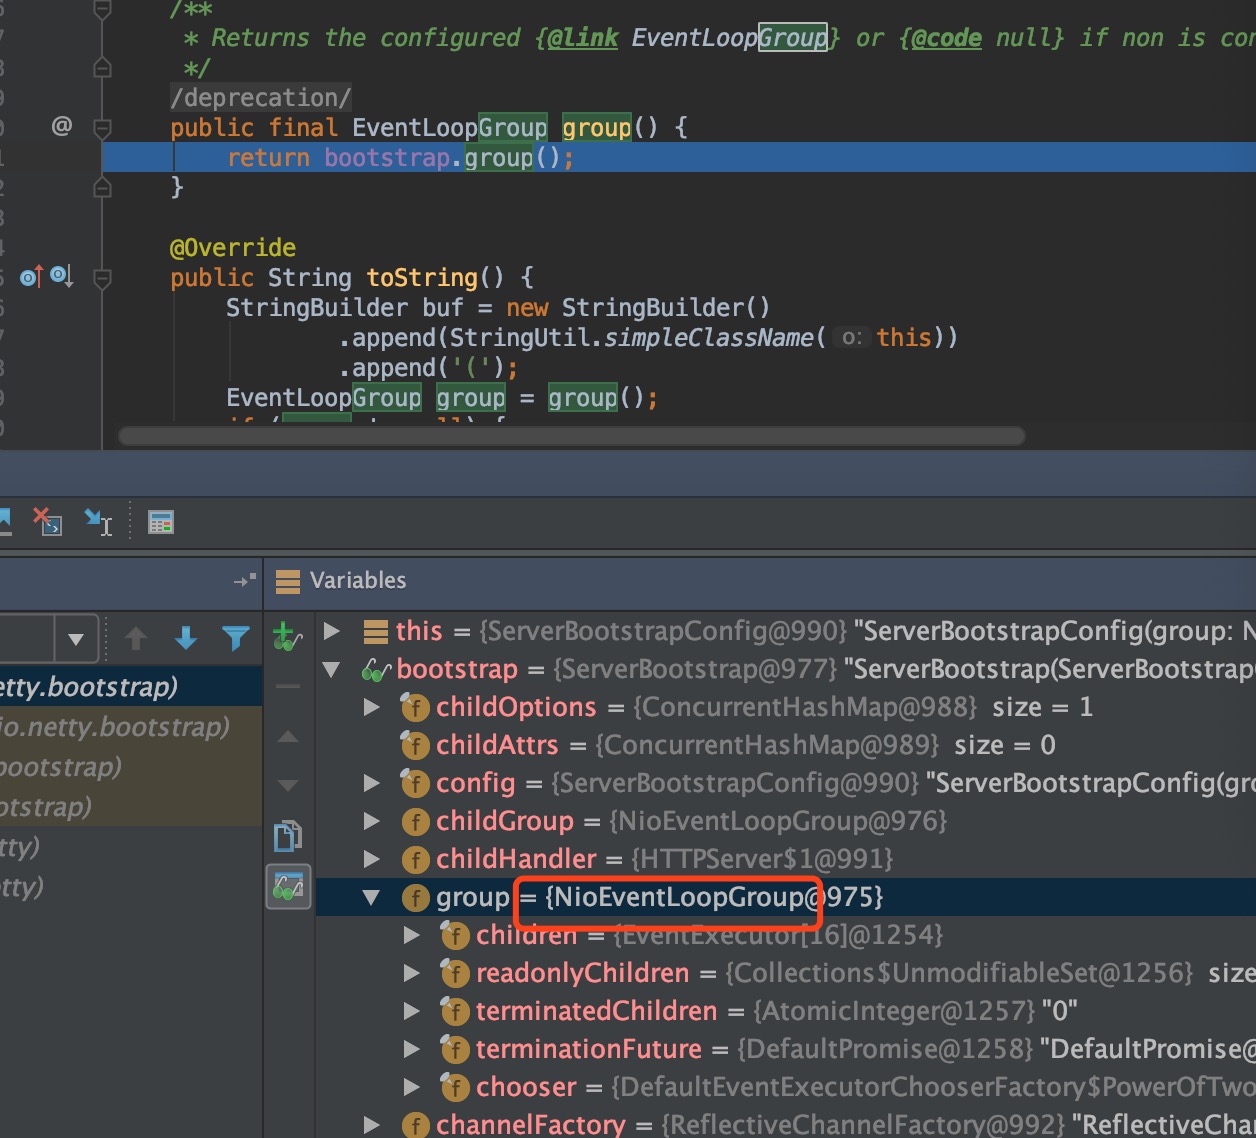 /**
* Returns the configured {@link EventLoopGroup} or {@code null} if non is con
*/
/deprecation/
@ public final EventLoopGroup group() {
return bootstrap.group();
}
@Override
public String toString() {
StringBuilder buf = new StringBuilder()
.append(StringUtil.simpleClassName( o: this))
.append('(');
EventLoopGroup group = group();
Variables
this = {ServerBootstrapConfig@990} "ServerBootstrapConfig(group: N
bootstrap = {ServerBootstrap@977} "ServerBootstrap(ServerBootstrap
etty.bootstrap)
childOptions = {ConcurrentHashMap@988} size = 1
io.netty.bootstrap)
childAttrs = {ConcurrentHashMap@989} size = 0
bootstrap)
config = {ServerBootstrapConfig@990} "ServerBootstrapConfig(gro
otstrap)
childGroup = {NioEventLoopGroup@976}
tty)
childHandler = {HTTPServer$1@991}
etty)
group = {NioEventLoopGroup@975}
children = {EventExecutor[16]@1254}
readonlyChildren = {Collections$UnmodifiableSet@1256} size
terminatedChildren = {AtomicInteger@1257} "0"
terminationFuture = {DefaultPromise@1258} "DefaultPromise@
chooser = {DefaultEventExecutorChooserFactory$PowerOfTwo
channelFactory = {ReflectiveChannelFactory@992} "ReflectiveCha